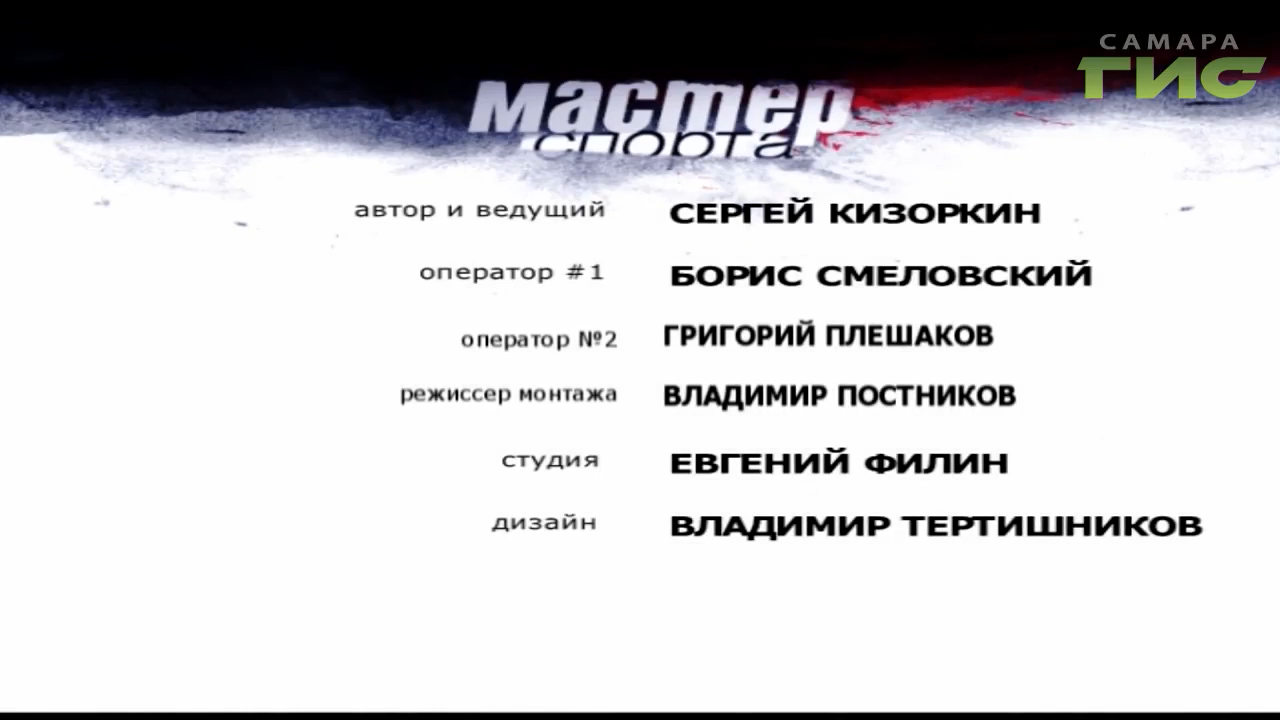 САМАРА
ГИС
мастер
спорта
автор и ведущий СЕРГЕЙ КИЗОРКИН
оператор #1 БОРИС СМЕЛОВСКИЙ
оператор №2 ГРИГОРИЙ ПЛЕШАКОВ
режиссер монтажа ВЛАДИМИР ПОСТНИКОВ
студия ЕВГЕНИЙ ФИЛИН
дизайн ВЛАДИМИР ТЕРТИШНИКОВ